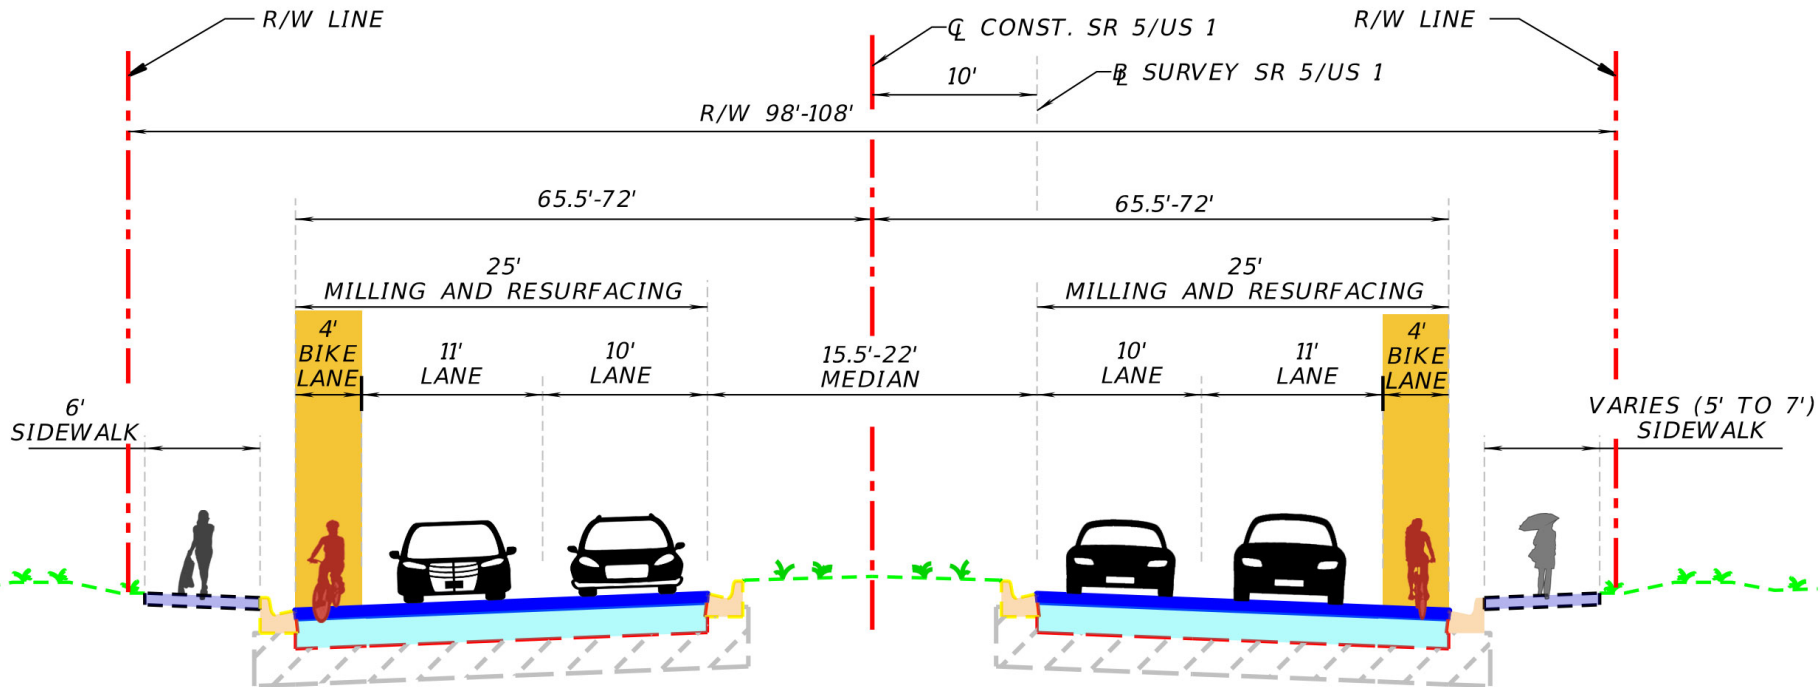 R/W LINE
℄ CONST. SR 5/US 1
R/W LINE
10'
BL SURVEY SR 5/US 1
R/W 98'-108'
65.5'-72'
65.5'-72'
25'
MILLING AND RESURFACING
25'
MILLING AND RESURFACING
4'
BIKE
LANE
11'
LANE
10'
LANE
15.5'-22'
MEDIAN
10'
LANE
11'
LANE
4'
BIKE
LANE
6'
SIDEWALK
VARIES (5' TO 7')
SIDEWALK